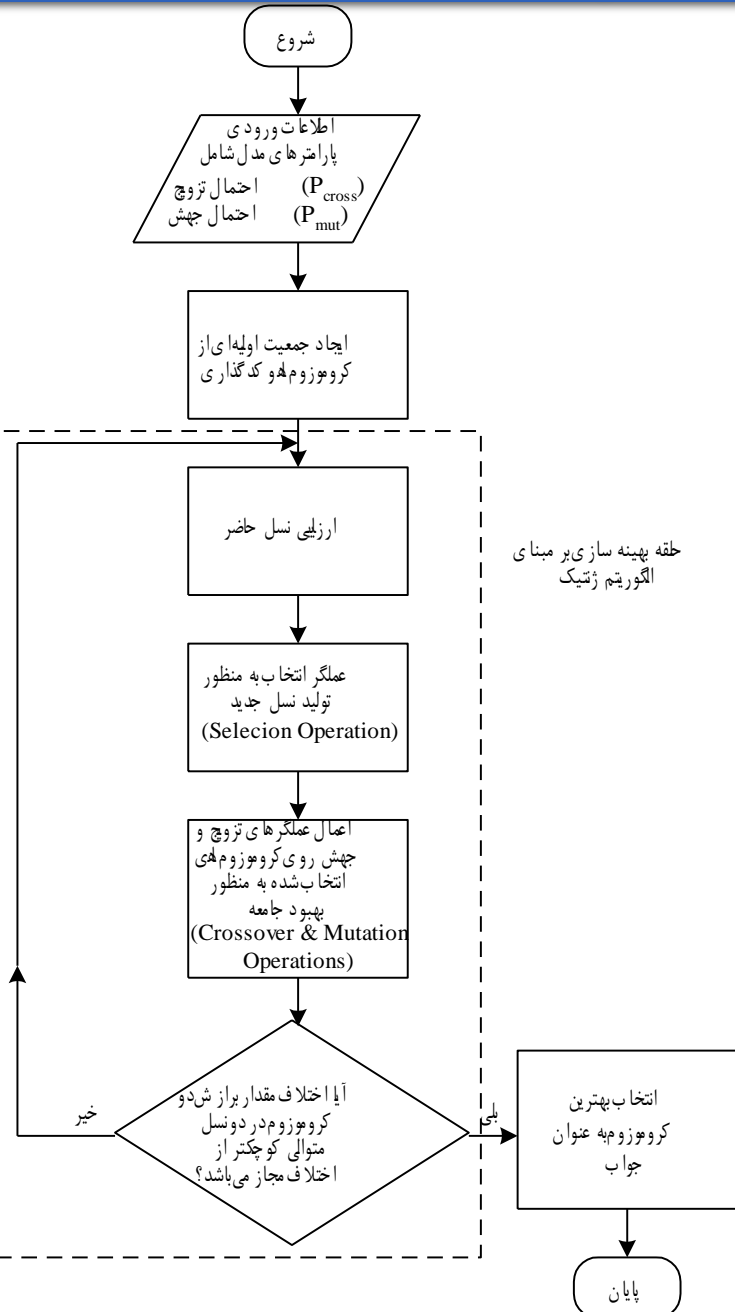 شروع
اطلاعات ورودی
پارامترهای مدل شامل
احتمال تزوج (P_cross)
احتمال جهش (P_mut)
ایجاد جمعیت اولیه‌ای از
کروموزوم‌ها و کدگذاری
ارزیابی نسل حاضر
حلقه بهینه سازی بر مبنای
الگوریتم ژنتیک
عملگر انتخاب به منظور
تولید نسل جدید
(Selecion Operation)
اعمال عملگرهای تزوج و
جهش روی کروموزوم‌های
انتخاب شده به منظور
بهبود جامعه
(Crossover & Mutation
Operations)
آیا اختلاف مقدار برازش دو
کروموزوم در دو نسل
متوالی کوچکتر از
اختلاف مجاز می‌باشد؟
خیر
بلی
انتخاب بهترین
کروموزوم به عنوان
جواب
پایان